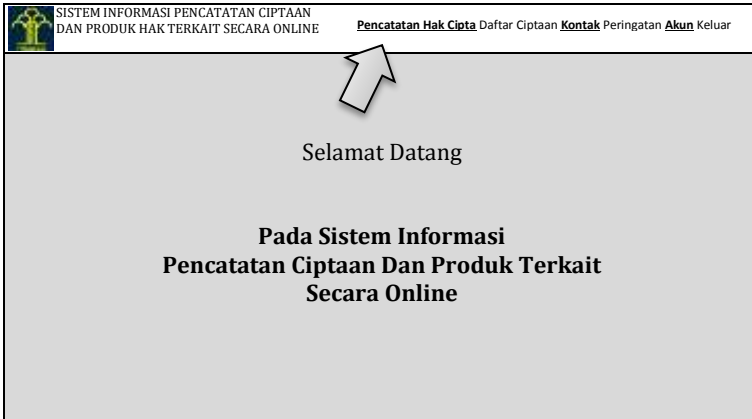 SISTEM INFORMASI PENCATATAN CIPTAAN
DAN PRODUK HAK TERKAIT SECARA ONLINE
Pencatatan Hak Cipta Daftar Ciptaan Kontak Peringatan Akun Keluar
Selamat Datang
Pada Sistem Informasi
Pencatatan Ciptaan Dan Produk Terkait
Secara Online